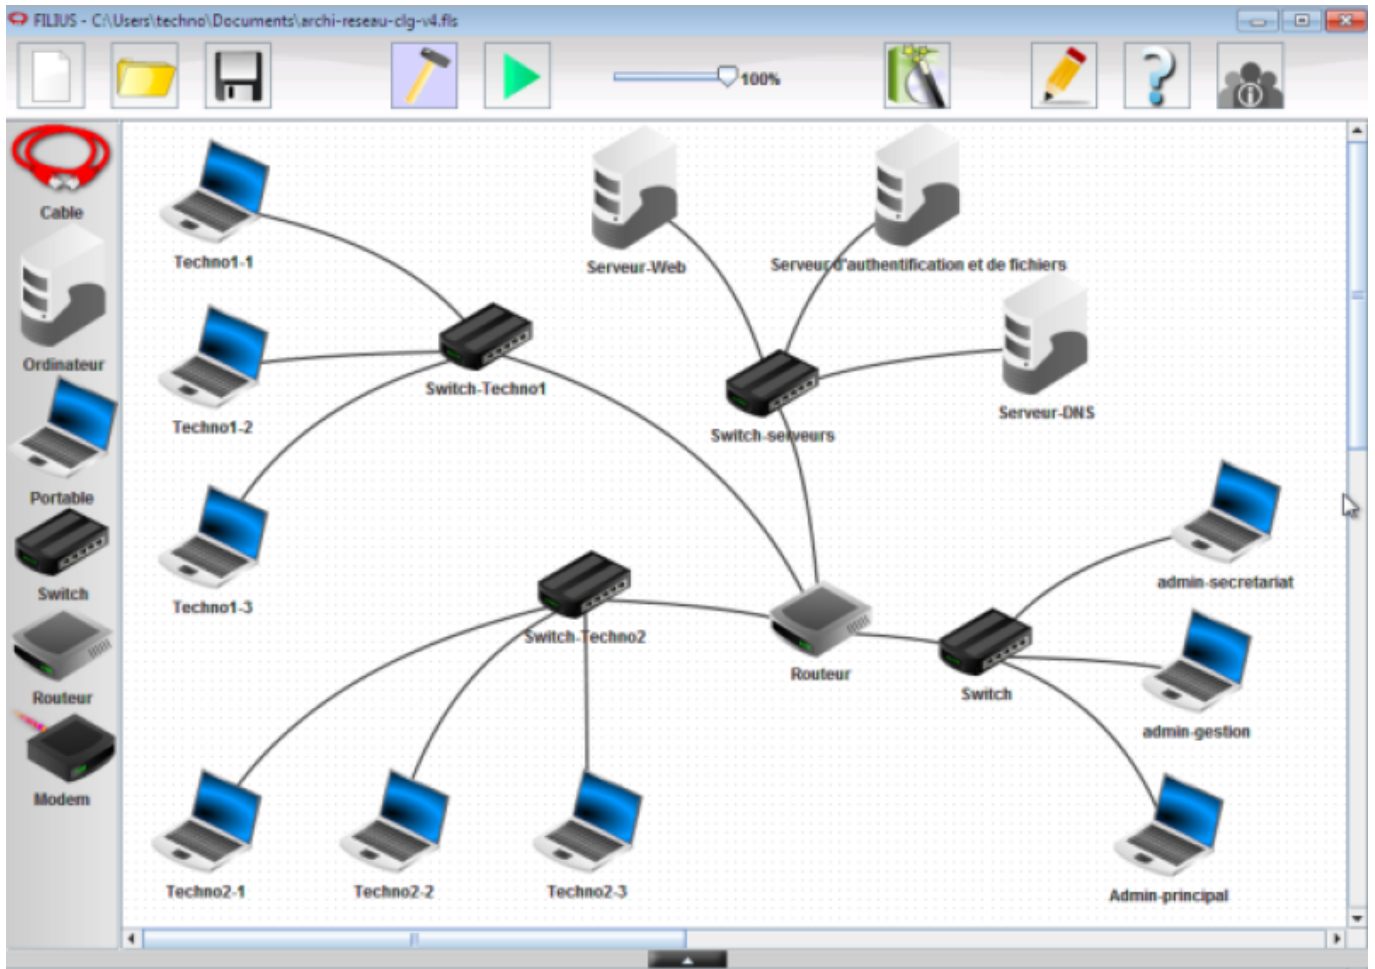 FILIUS - C:\Users\techno\Documents\archi-reseau-clg-v4.fls
100%
Cable
Ordinateur
Portable
Switch
Routeur
Modem
Techno1-1
Serveur-Web
Serveur d'authentification et de fichiers
Techno1-2
Switch-Techno1
Serveur-DNS
Switch-serveurs
Techno1-3
admin-secretariat
Switch-Techno2
Routeur
Switch
admin-gestion
Techno2-1
Techno2-2
Techno2-3
Admin-principal